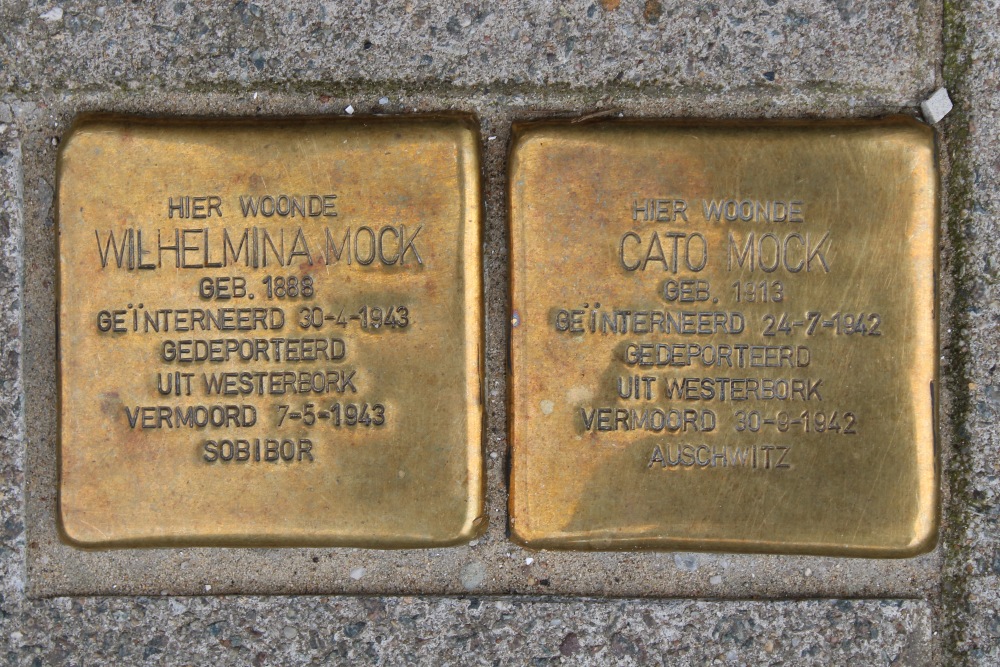 HIER WOONDE
WILHELMINA MOCK
GEB. 1888
GEÏNTERNEERD 30-4-1943
GEDEPORTEERD
UIT WESTERBORK
VERMOORD 7-5-1943
SOBIBOR
HIER WOONDE
CATO MOCK
GEB. 1913
GEÏNTERNEERD 24-7-1942
GEDEPORTEERD
UIT WESTERBORK
VERMOORD 30-9-1942
AUSCHWITZ